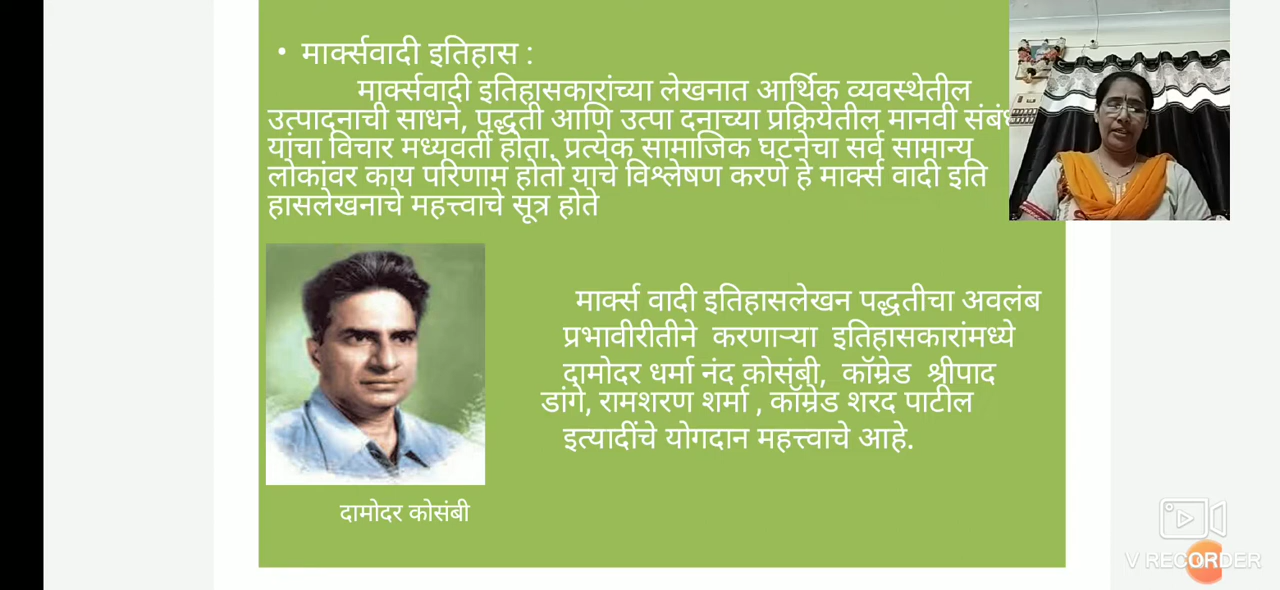 • मार्क्सवादी इतिहास :
मार्क्सवादी इतिहासकारांच्या लेखनात आर्थिक व्यवस्थेतील
उत्पादनाची साधने, पद्धती आणि उत्पा दनाच्या प्रक्रियेतील मानवी
यांचा विचार मध्यवर्ती होता. प्रत्येक सामाजिक घटनेचा सर्व सामान्य
लोकांवर काय परिणाम होतो याचे विश्लेषण करणे हे मार्क्स वादी इति
हासलेखनाचे महत्त्वाचे सूत्र होते
मार्क्स वादी इतिहासलेखन पद्धतीचा अवलंब
प्रभावीरीतीने करणाऱ्या इतिहासकारांमध्ये
दामोदर धर्मा नंद कोसंबी, कॉम्रेड श्रीपाद
डांगे, रामशरण शर्मा , कॉम्रेड शरद पाटील
इत्यादींचे योगदान महत्त्वाचे आहे.
दामोदर कोसंबी
V RECORDER